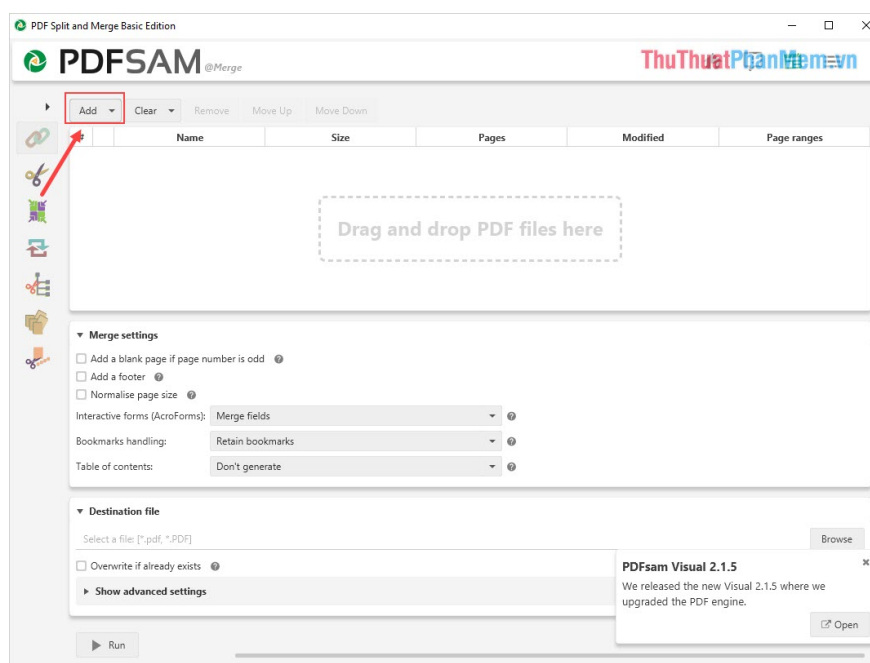 PDF Split and Merge Basic Edition
PDFSAM @Merge
ThuThuatPhanMem.vn
Add Clear Remove Move Up Move Down
# Name Size Pages Modified Page ranges
Drag and drop PDF files here
Merge settings
Add a blank page if page number is odd
Add a footer
Normalise page size
Interactive forms (AcroForms): Merge fields
Bookmarks handling: Retain bookmarks
Table of contents: Don't generate
Destination file
Select a file: [*.pdf, *.PDF]
Browse
Overwrite if already exists
Show advanced settings
PDFsam Visual 2.1.5
We released the new Visual 2.1.5 where we
upgraded the PDF engine.
Open
Run